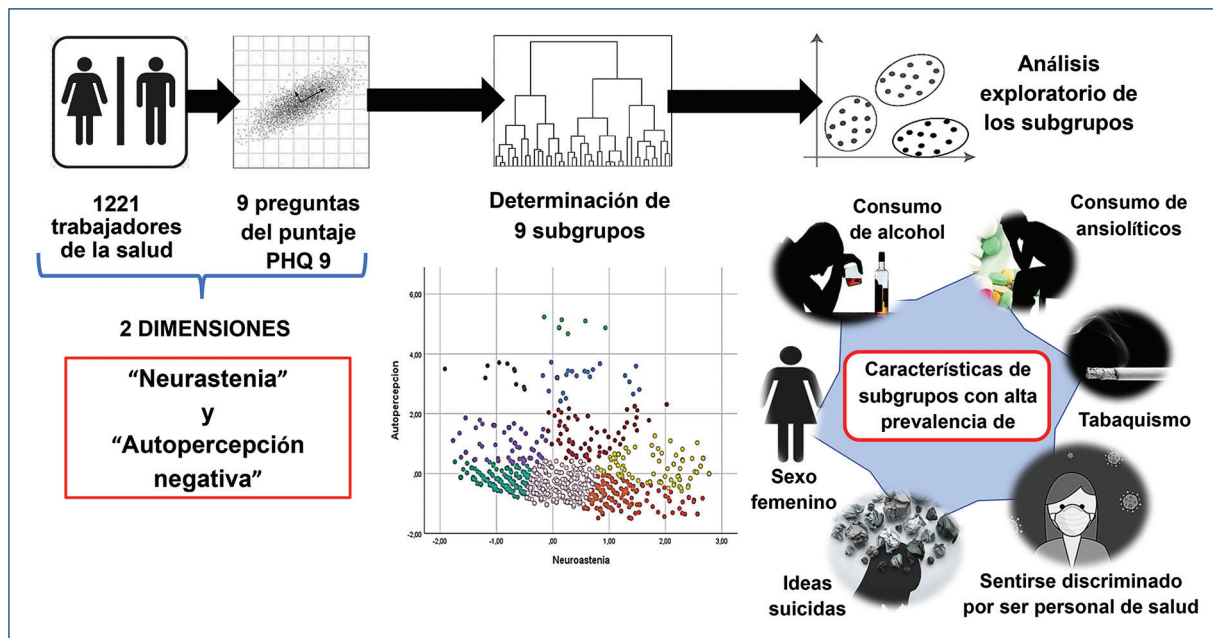 1221
trabajadores
de la salud
9 preguntas
del puntaje
PHQ 9
Determinación de
9 subgrupos
Análisis
exploratorio de
los subgrupos
2 DIMENSIONES
“Neurastenia”
y
“Autopercepción
negativa”
Autopercepcion
6,00
4,00
2,00
,00
-2,00
-2,00
-1,00
,00
1,00
2,00
3,00
Neuroastenia
Consumo
de alcohol
Consumo de
ansiolíticos
Características de
subgrupos con alta
prevalencia de
Tabaquismo
Sexo
femenino
Ideas
suicidas
Sentirse discriminado
por ser personal de salud